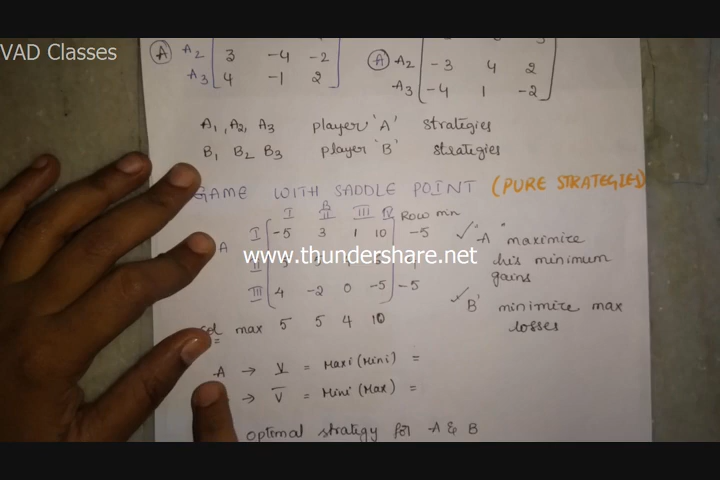 VAD Classes
A A2 3 -4 -2
A3 4 -1 2
A A2 -3 4 2
A3 -4 1 -2
A1, A2, A3 player 'A' strategies
B1 B2 B3 player 'B' strategies
GAME WITH SADDLE POINT (PURE STRATEGIES)
B
I II III IV Row min
A I -5 3 1 10 -5
www.thundershare.net
II
III 4 -2 0 -5 -5
col max 5 5 4 10
"A" maximize
his minimum
gains
B' minimize max
losses
A → V = Maxi (Mini) =
→ V̅ = Mini (Max) =
optimal strategy for A & B